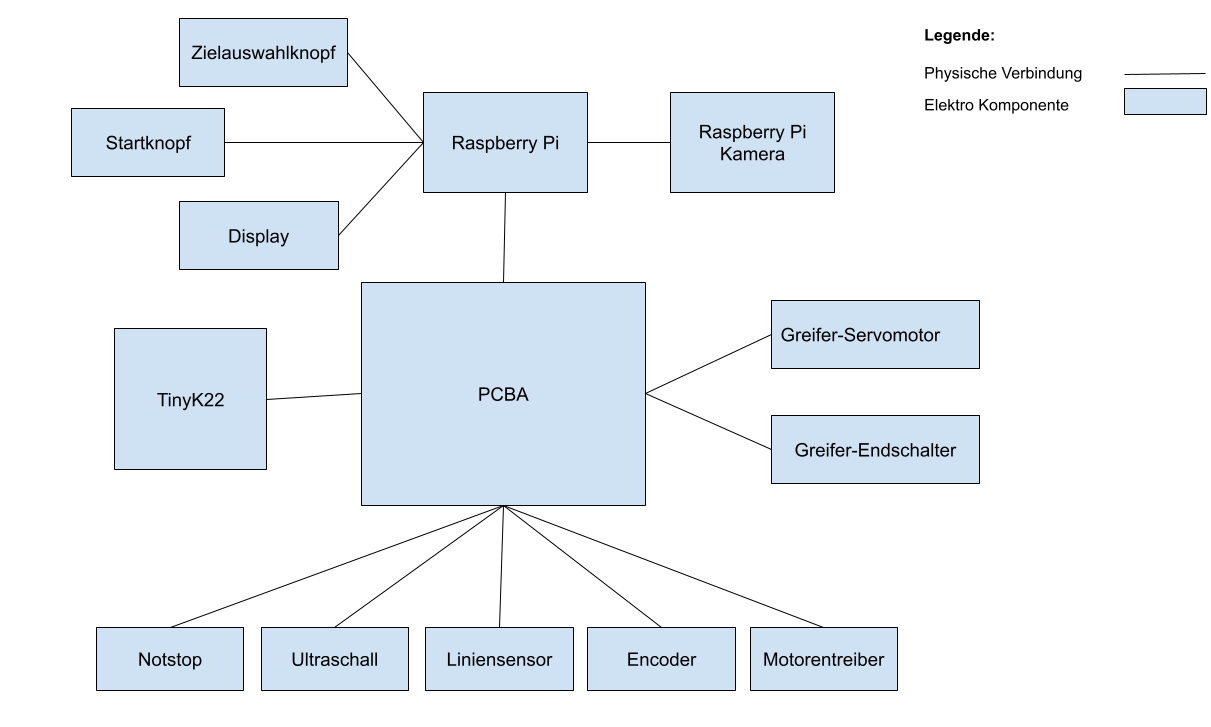 Legende:
Zielauswahlknopf
Physische Verbindung
Elektro Komponente
Startknopf
Raspberry Pi
Raspberry Pi
Kamera
Display
Greifer-Servomotor
TinyK22
PCBA
Greifer-Endschalter
Notstop
Ultraschall
Liniensensor
Encoder
Motorentreiber